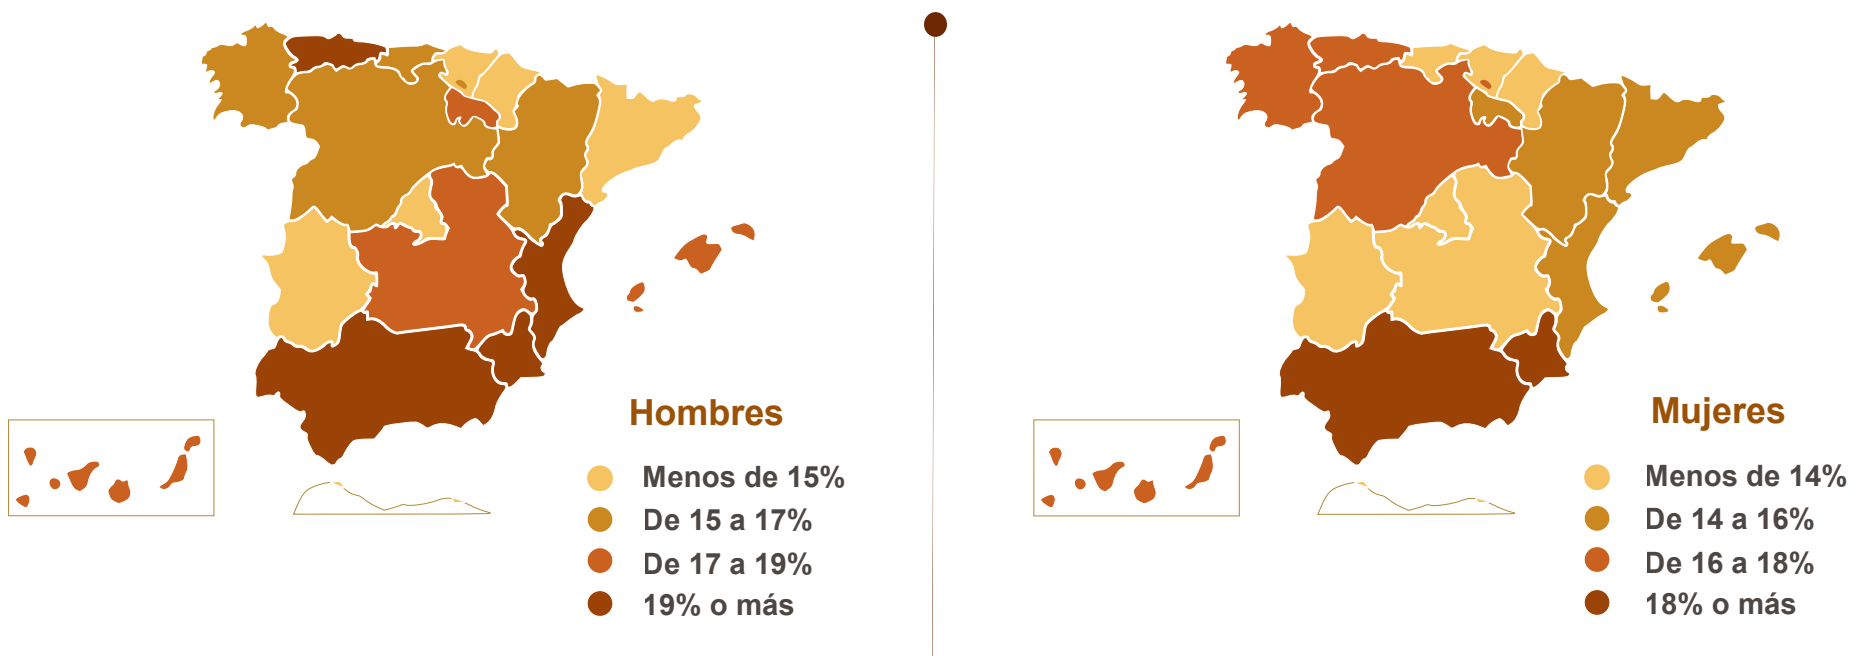 Hombres
Menos de 15%
De 15 a 17%
De 17 a 19%
19% o más
Mujeres
Menos de 14%
De 14 a 16%
De 16 a 18%
18% o más